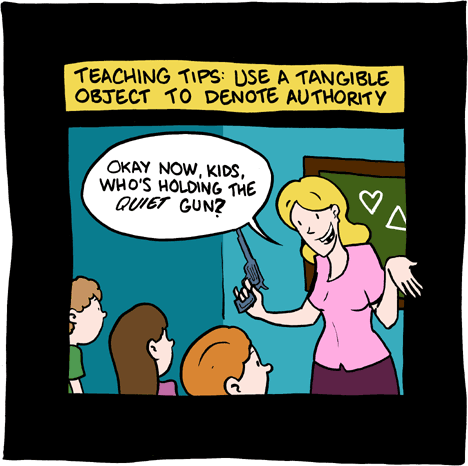 TEACHING TIPS: USE A TANGIBLE
OBJECT TO DENOTE AUTHORITY
OKAY NOW, KIDS,
WHO'S HOLDING THE
QUIET GUN?